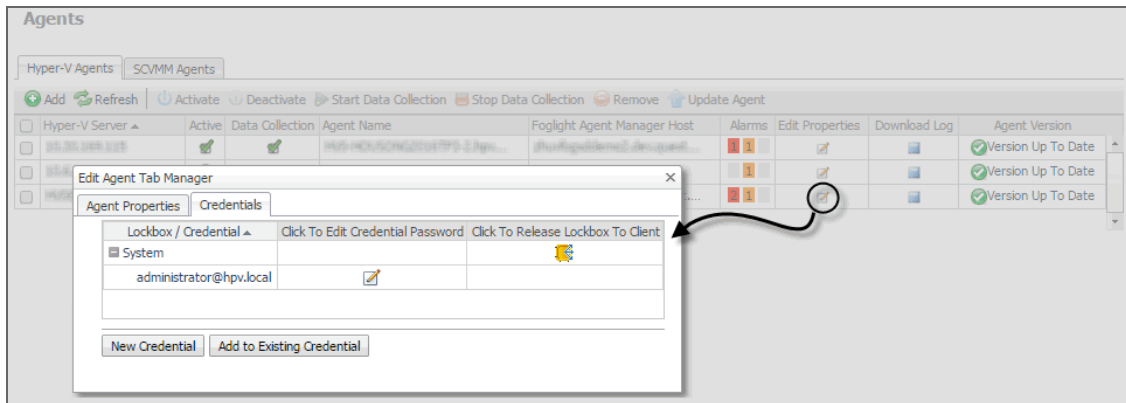 Agents
Hyper-V Agents SCVMM Agents
Add Refresh Activate Deactivate Start Data Collection Stop Data Collection Remove Update Agent
Hyper-V Server Active Data Collection Agent Name Foglight Agent Manager Host Alarms Edit Properties Download Log Agent Version
1 1 Version Up To Date
1 Version Up To Date
2 1 Version Up To Date
Edit Agent Tab Manager
Agent Properties Credentials
Lockbox / Credential Click To Edit Credential Password Click To Release Lockbox To Client
System
administrator@hpv.local
New Credential Add to Existing Credential